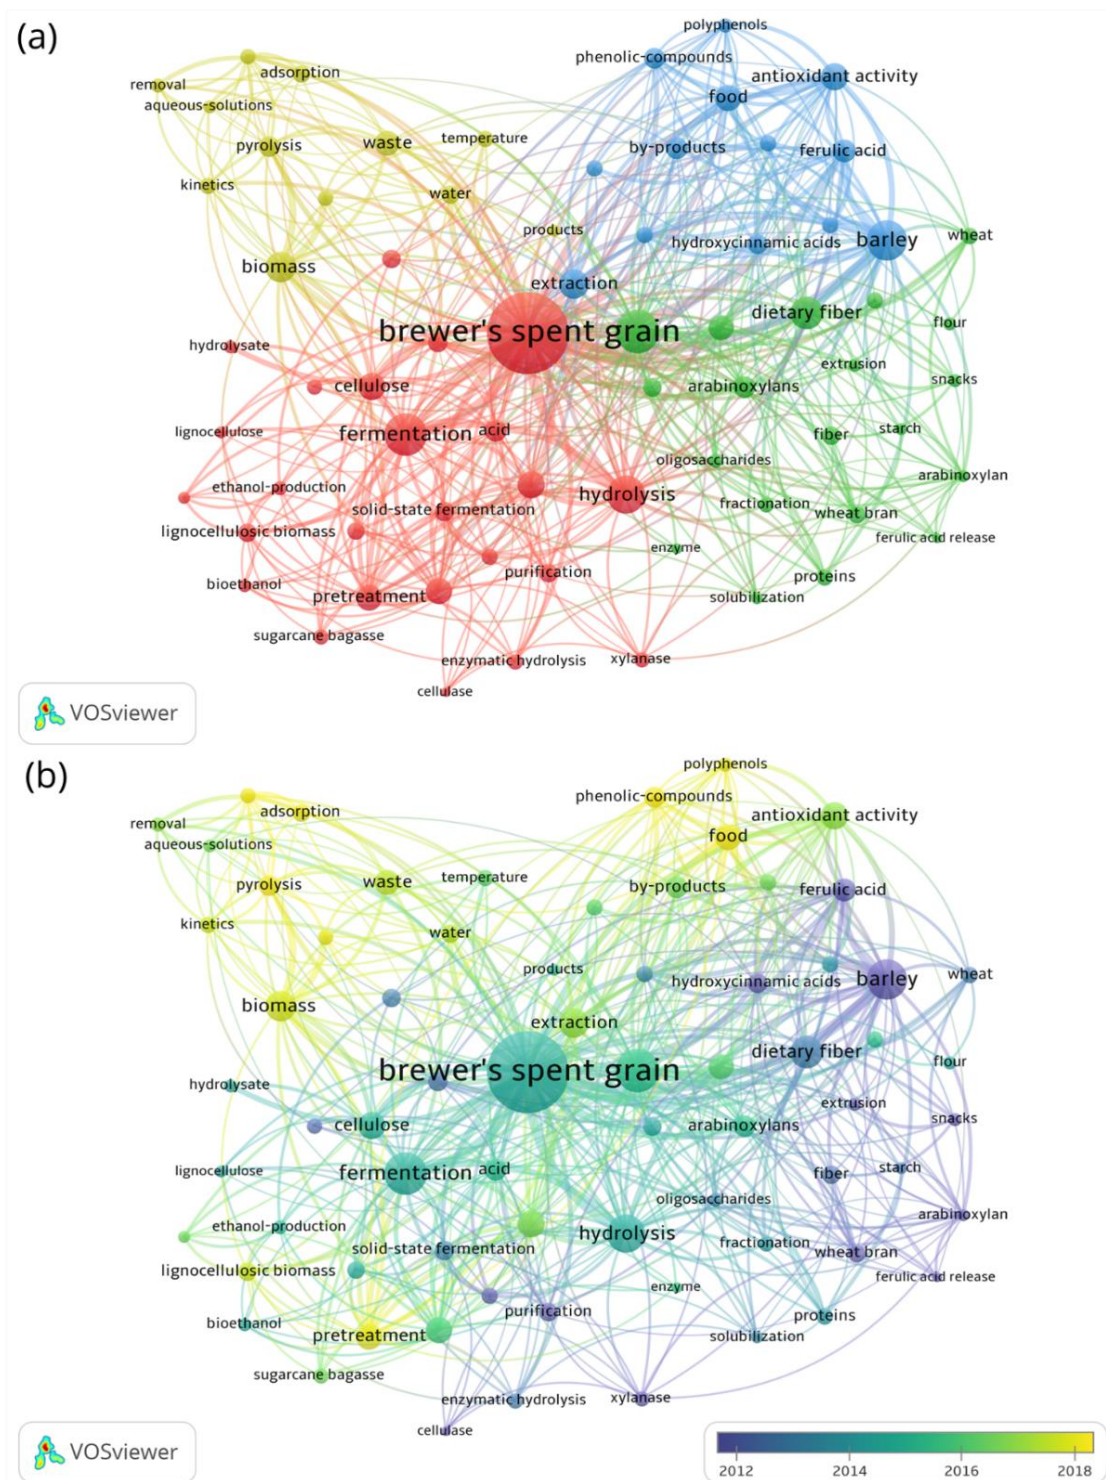 (a)
polyphenols
phenolic-compounds
adsorption
antioxidant activity
removal
food
aqueous-solutions
pyrolysis
waste
temperature
by-products
ferulic acid
kinetics
water
products
hydroxycinnamic acids
barley
wheat
biomass
extraction
dietary fiber
flour
brewer's spent grain
hydrolysate
extrusion
snacks
cellulose
arabinoxylans
lignocellulose
fermentation
acid
fiber
starch
oligosaccharides
arabinoxylan
ethanol-production
hydrolysis
solid-state fermentation
fractionation
wheat bran
lignocellulosic biomass
ferulic acid release
enzyme
bioethanol
purification
proteins
pretreatment
solubilization
sugarcane bagasse
enzymatic hydrolysis
xylanase
cellulase
VOSviewer
(b)
polyphenols
phenolic-compounds
adsorption
antioxidant activity
removal
food
aqueous-solutions
pyrolysis
waste
temperature
by-products
ferulic acid
kinetics
water
products
hydroxycinnamic acids
barley
wheat
biomass
extraction
dietary fiber
flour
brewer's spent grain
hydrolysate
extrusion
snacks
cellulose
arabinoxylans
lignocellulose
fermentation
acid
fiber
starch
oligosaccharides
arabinoxylan
ethanol-production
hydrolysis
solid-state fermentation
fractionation
wheat bran
lignocellulosic biomass
ferulic acid release
enzyme
bioethanol
purification
proteins
pretreatment
solubilization
sugarcane bagasse
enzymatic hydrolysis
xylanase
cellulase
VOSviewer
2012 2014 2016 2018